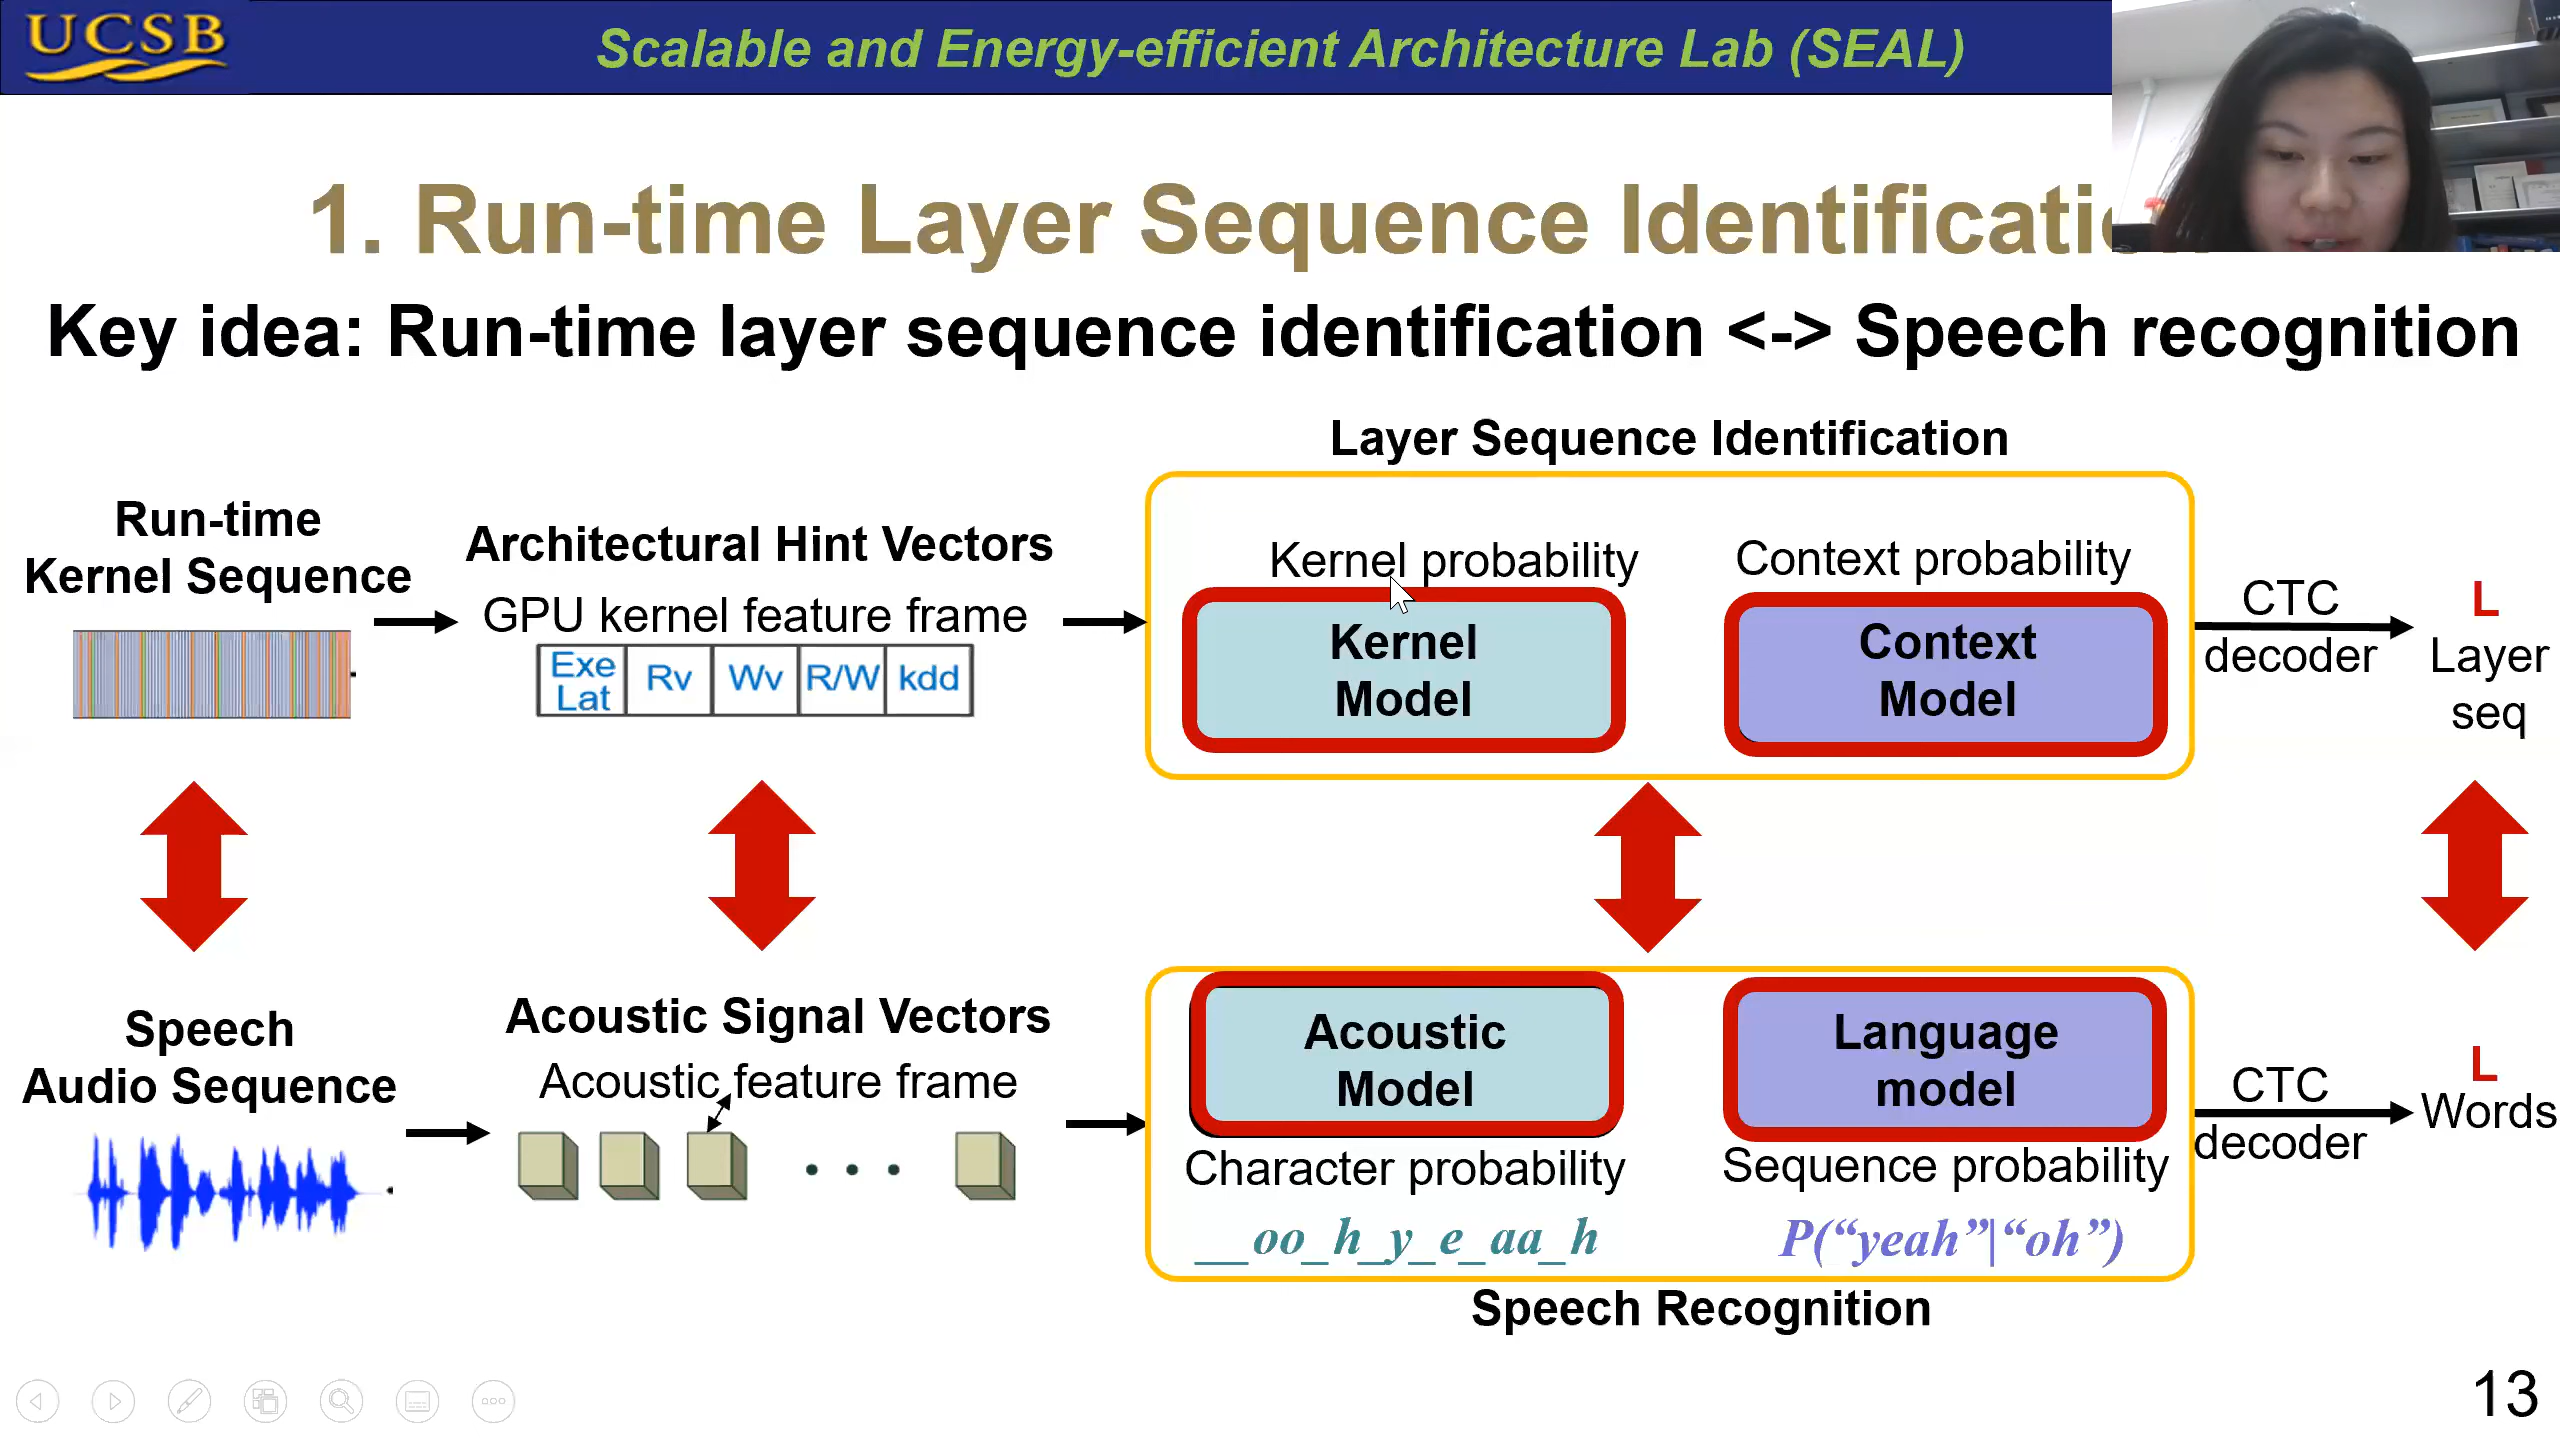 UCSB
Scalable and Energy-efficient Architecture Lab (SEAL)
1. Run-time Layer Sequence
Key idea: Run-time layer sequence identification <-> Speech recognition
Layer Sequence Identification
Run-time
Kernel Sequence
Architectural Hint Vectors
GPU kernel feature frame
Exe Lat
Rv
Wv
R/W
kdd
Kernel probability
Context probability
Kernel
Model
Context
Model
CTC
decoder
L
Layer
seq
Speech
Audio Sequence
Acoustic Signal Vectors
Acoustic feature frame
Acoustic
Model
Language
model
Character probability
Sequence probability
__oo_h_y_e_aa_h
P(“yeah”|“oh”)
CTC
decoder
L
Words
Speech Recognition
13